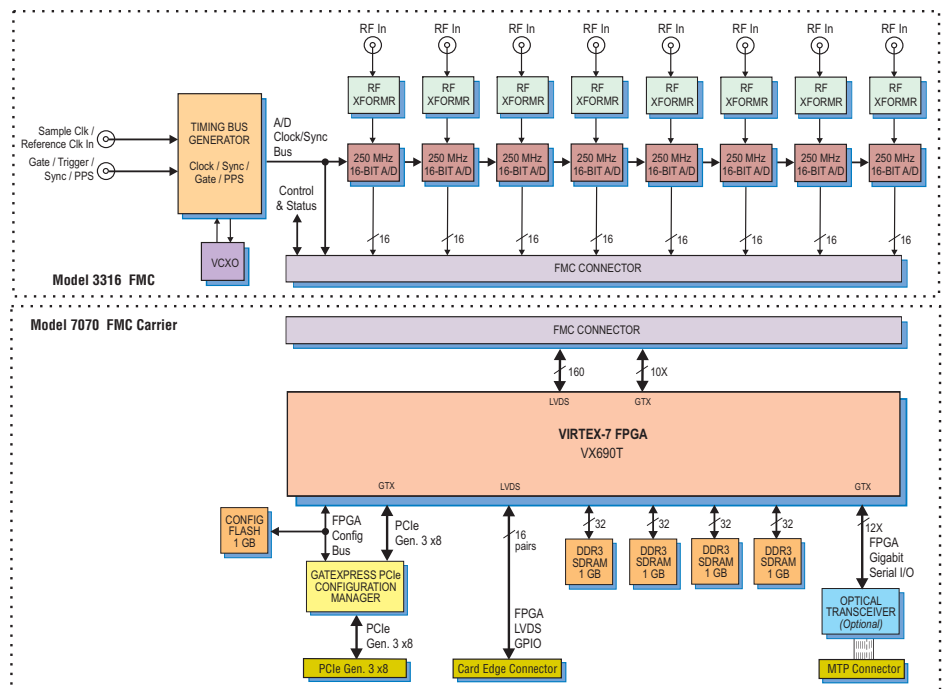 RF In RF In RF In RF In RF In RF In RF In RF In
RF XFORMR
RF XFORMR
RF XFORMR
RF XFORMR
RF XFORMR
RF XFORMR
RF XFORMR
RF XFORMR
Sample Clk /
Reference Clk In
Gate / Trigger /
Sync / PPS
TIMING BUS
GENERATOR
Clock / Sync /
Gate / PPS
A/D
Clock/Sync
Bus
250 MHz
16-BIT A/D
250 MHz
16-BIT A/D
250 MHz
16-BIT A/D
250 MHz
16-BIT A/D
250 MHz
16-BIT A/D
250 MHz
16-BIT A/D
250 MHz
16-BIT A/D
250 MHz
16-BIT A/D
Control
& Status
16 16 16 16 16 16 16 16
VCXO
FMC CONNECTOR
Model 3316 FMC
Model 7070 FMC Carrier
FMC CONNECTOR
160 10X
LVDS GTX
VIRTEX-7 FPGA
VX690T
GTX LVDS GTX
CONFIG
FLASH
1 GB
FPGA
Config
Bus
PCIe
Gen. 3 x8
16
pairs
32 32 32 32
12X
FPGA
Gigabit
Serial I/O
DDR3
SDRAM
1 GB
DDR3
SDRAM
1 GB
DDR3
SDRAM
1 GB
DDR3
SDRAM
1 GB
GATEXPRESS PCIe
CONFIGURATION
MANAGER
FPGA
LVDS
GPIO
OPTICAL
TRANSCEIVER
(Optional)
PCIe
Gen. 3 x8
PCIe Gen. 3 x8
Card Edge Connector
MTP Connector